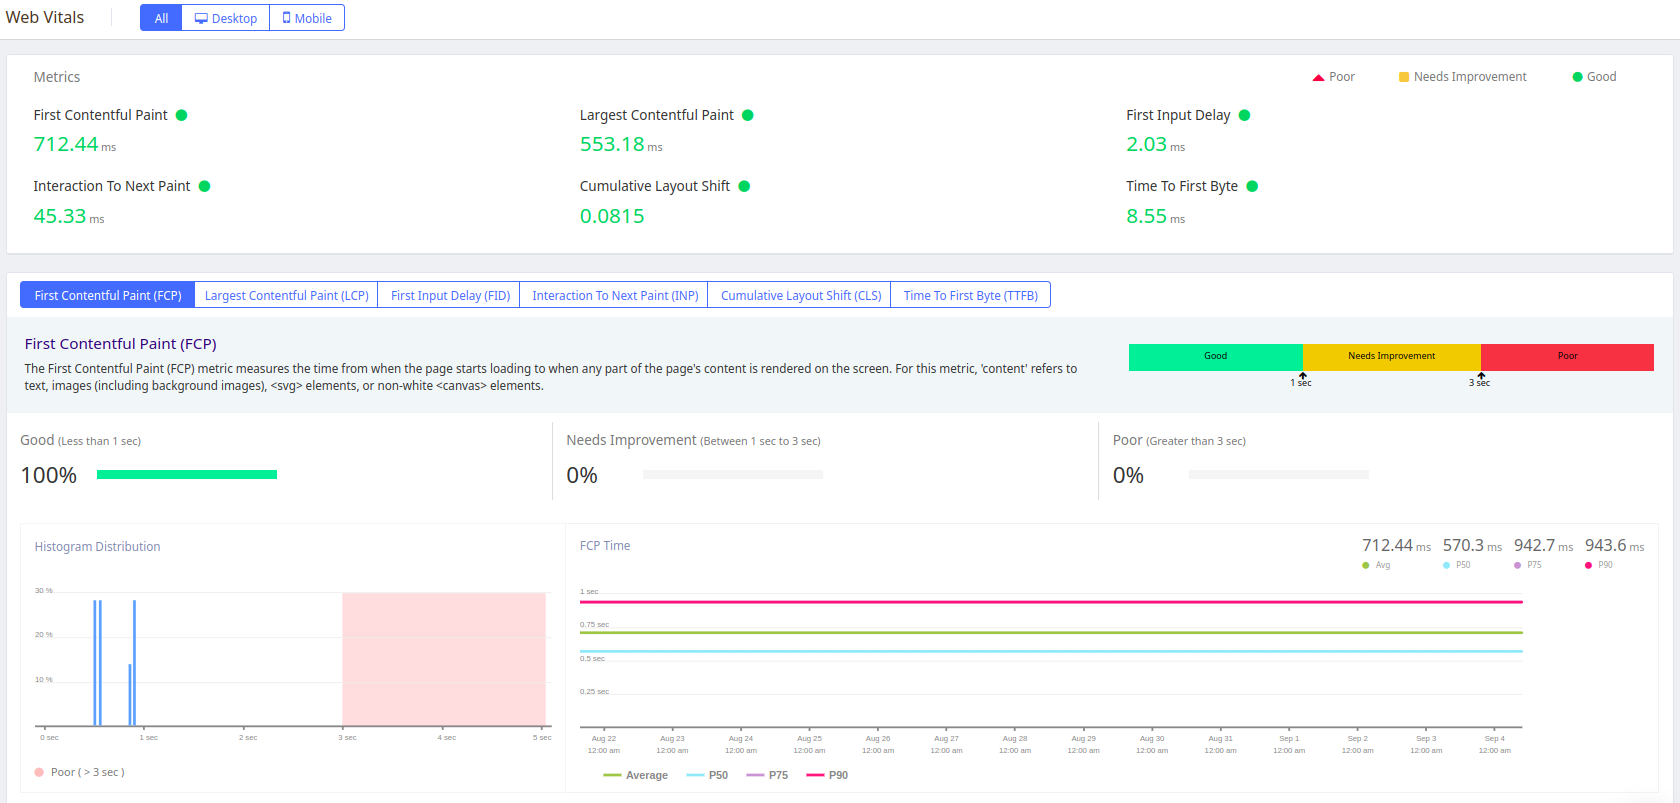 Web Vitals
All Desktop Mobile
Metrics
Poor Needs Improvement Good
First Contentful Paint Largest Contentful Paint First Input Delay
712.44 ms 553.18 ms 2.03 ms
Interaction To Next Paint Cumulative Layout Shift Time To First Byte
45.33 ms 0.0815 8.55 ms
First Contentful Paint (FCP) Largest Contentful Paint (LCP) First Input Delay (FID) Interaction To Next Paint (INP) Cumulative Layout Shift (CLS) Time To First Byte (TTFB)
First Contentful Paint (FCP)
The First Contentful Paint (FCP) metric measures the time from when the page starts loading to when any part of the page's content is rendered on the screen. For this metric, 'content' refers to
text, images (including background images), <svg> elements, or non-white <canvas> elements.
Good Needs Improvement Poor
1 sec 3 sec
Good (Less than 1 sec) Needs Improvement (Between 1 sec to 3 sec) Poor (Greater than 3 sec)
100% 0% 0%
Histogram Distribution
30 %
20 %
10 %
0 sec 1 sec 2 sec 3 sec 4 sec 5 sec
Poor ( > 3 sec )
FCP Time
712.44 ms 570.3 ms 942.7 ms 943.6 ms
Avg P50 P75 P90
1 sec
0.75 sec
0.5 sec
0.25 sec
Aug 22 Aug 23 Aug 24 Aug 25 Aug 26 Aug 27 Aug 28 Aug 29 Aug 30 Aug 31 Sep 1 Sep 2 Sep 3 Sep 4
12:00 am 12:00 am 12:00 am 12:00 am 12:00 am 12:00 am 12:00 am 12:00 am 12:00 am 12:00 am 12:00 am 12:00 am 12:00 am 12:00 am
Average P50 P75 P90